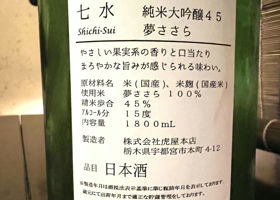 七水 純米大吟醸45
Shichi-Sui 夢ささら
やさしい果実系の香りと口当たり
まろやかな旨みが感じられる味わい。
原材料名 米(国産)、米麹(国産米)
使用米 夢ささら 100%
精米歩合 45%
アルコール分 15度
内容量 1800mL
製造者 株式会社虎屋本店
栃木県宇都宮市本町 4-12
品目 日本酒